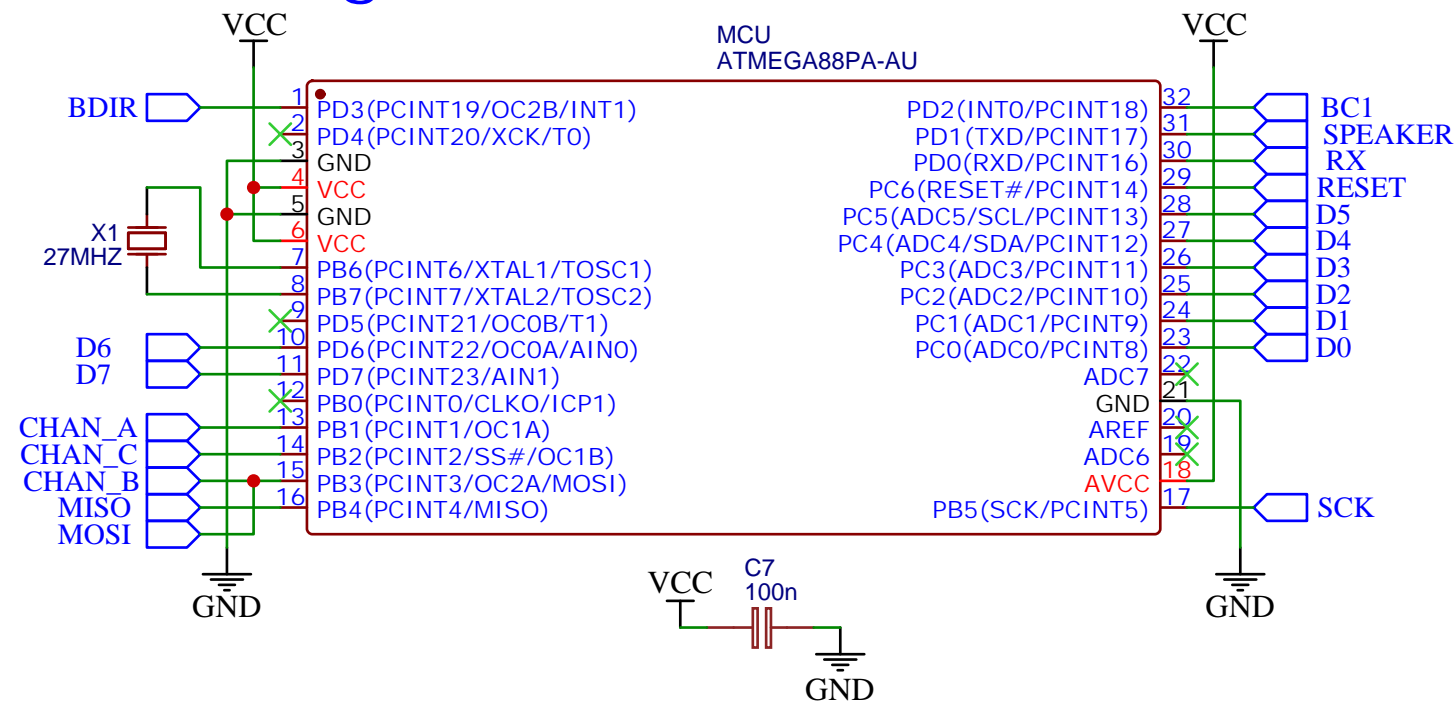 VCC
VCC
MCU
ATMEGA88PA-AU
BDIR
1
PD3(PCINT19/OC2B/INT1)
2
PD4(PCINT20/XCK/T0)
3
GND
4
VCC
5
GND
6
VCC
X1
27MHZ
7
PB6(PCINT6/XTAL1/TOSC1)
8
PB7(PCINT7/XTAL2/TOSC2)
9
PD5(PCINT21/OC0B/T1)
D6
10
PD6(PCINT22/OC0A/AIN0)
D7
11
PD7(PCINT23/AIN1)
12
PB0(PCINT0/CLKO/ICP1)
CHAN_A
13
PB1(PCINT1/OC1A)
CHAN_C
14
PB2(PCINT2/SS#/OC1B)
CHAN_B
15
PB3(PCINT3/OC2A/MOSI)
MISO
16
PB4(PCINT4/MISO)
MOSI
GND
PD2(INT0/PCINT18)
32
BC1
PD1(TXD/PCINT17)
31
SPEAKER
PD0(RXD/PCINT16)
30
RX
PC6(RESET#/PCINT14)
29
RESET
PC5(ADC5/SCL/PCINT13)
28
D5
PC4(ADC4/SDA/PCINT12)
27
D4
PC3(ADC3/PCINT11)
26
D3
PC2(ADC2/PCINT10)
25
D2
PC1(ADC1/PCINT9)
24
D1
PC0(ADC0/PCINT8)
23
D0
ADC7
22
GND
21
AREF
20
ADC6
19
AVCC
18
PB5(SCK/PCINT5)
17
SCK
GND
VCC
C7
100n
GND